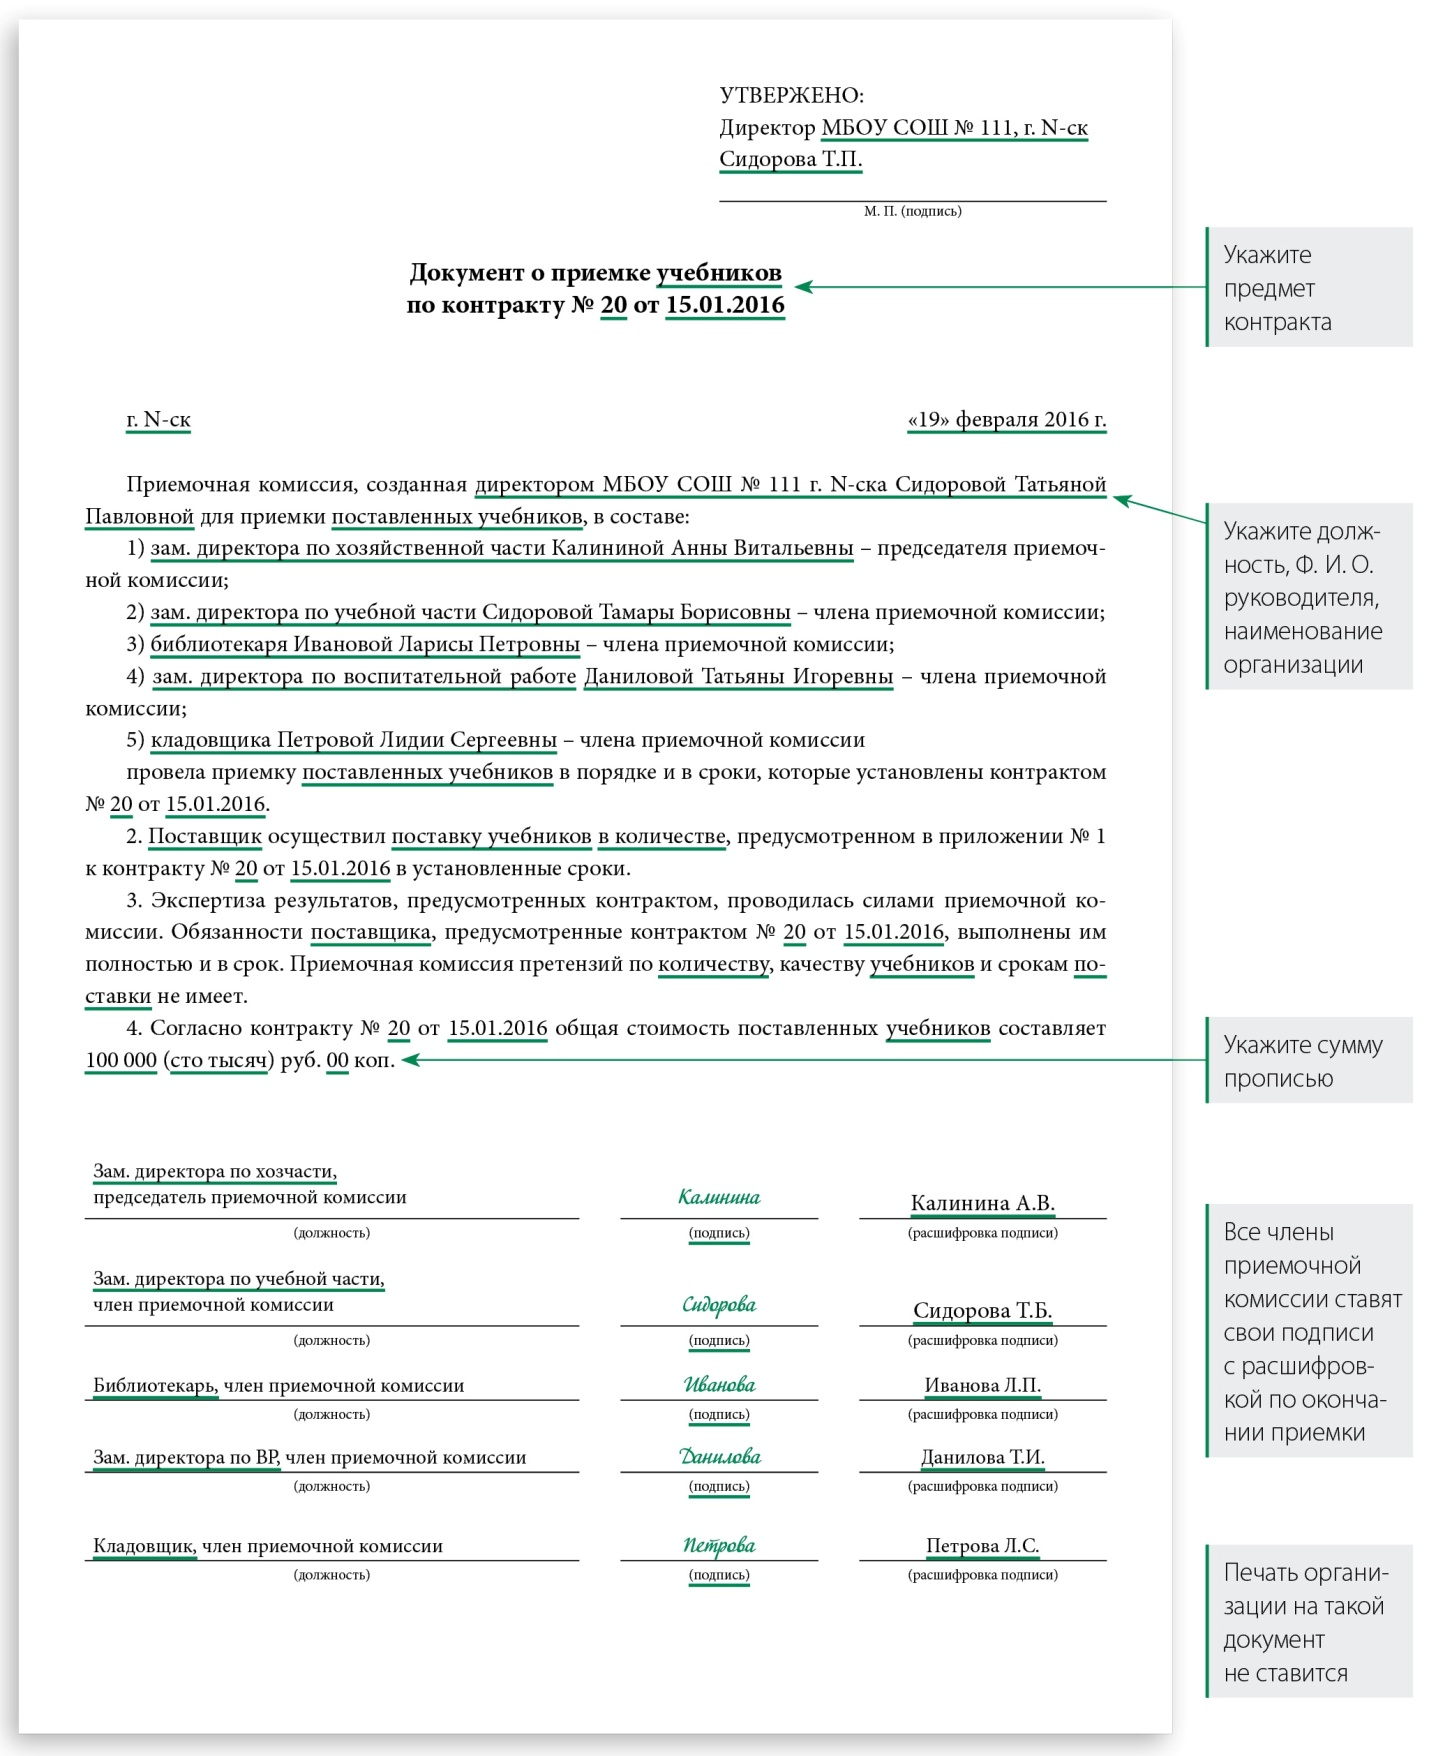 УТВЕРЖЕНО:
Директор МБОУ СОШ № 111, г. N-ск
Сидорова Т.П.
М. П. (подпись)
Документ о приемке учебников
по контракту № 20 от 15.01.2016
Укажите
предмет
контракта
г. N-ск «19» февраля 2016 г.
Приемочная комиссия, созданная директором МБОУ СОШ № 111 г. N-ска Сидоровой Татьяной
Павловной для приемки поставленных учебников, в составе:
1) зам. директора по хозяйственной части Калининой Анны Витальевны – председателя приемоч-
ной комиссии;
2) зам. директора по учебной части Сидоровой Тамары Борисовны – члена приемочной комиссии;
3) библиотекаря Ивановой Ларисы Петровны – члена приемочной комиссии;
4) зам. директора по воспитательной работе Даниловой Татьяны Игоревны – члена приемочной
комиссии;
5) кладовщика Петровой Лидии Сергеевны – члена приемочной комиссии
провела приемку поставленных учебников в порядке и в сроки, которые установлены контрактом
№ 20 от 15.01.2016.
2. Поставщик осуществил поставку учебников в количестве, предусмотренном в приложении № 1
к контракту № 20 от 15.01.2016 в установленные сроки.
3. Экспертиза результатов, предусмотренных контрактом, проводилась силами приемочной ко-
миссии. Обязанности поставщика, предусмотренные контрактом № 20 от 15.01.2016, выполнены им
полностью и в срок. Приемочная комиссия претензий по количеству, качеству учебников и срокам по-
ставки не имеет.
4. Согласно контракту № 20 от 15.01.2016 общая стоимость поставленных учебников составляет
100 000 (сто тысяч) руб. 00 коп.
Укажите долж-
ность, Ф. И. О.
руководителя,
наименование
организации
Укажите сумму
прописью
Зам. директора по хозчасти,
председатель приемочной комиссии Калинина Калинина А.В.
(должность) (подпись) (расшифровка подписи)
Зам. директора по учебной части,
член приемочной комиссии Сидорова Сидорова Т.Б.
(должность) (подпись) (расшифровка подписи)
Библиотекарь, член приемочной комиссии Иванова Иванова Л.П.
(должность) (подпись) (расшифровка подписи)
Зам. директора по ВР, член приемочной комиссии Данилова Данилова Т.И.
(должность) (подпись) (расшифровка подписи)
Кладовщик, член приемочной комиссии Петрова Петрова Л.С.
(должность) (подпись) (расшифровка подписи)
Все члены
приемочной
комиссии ставят
свои подписи
с расшифров-
кой по оконча-
нии приемки
Печать органи-
зации на такой
документ
не ставится